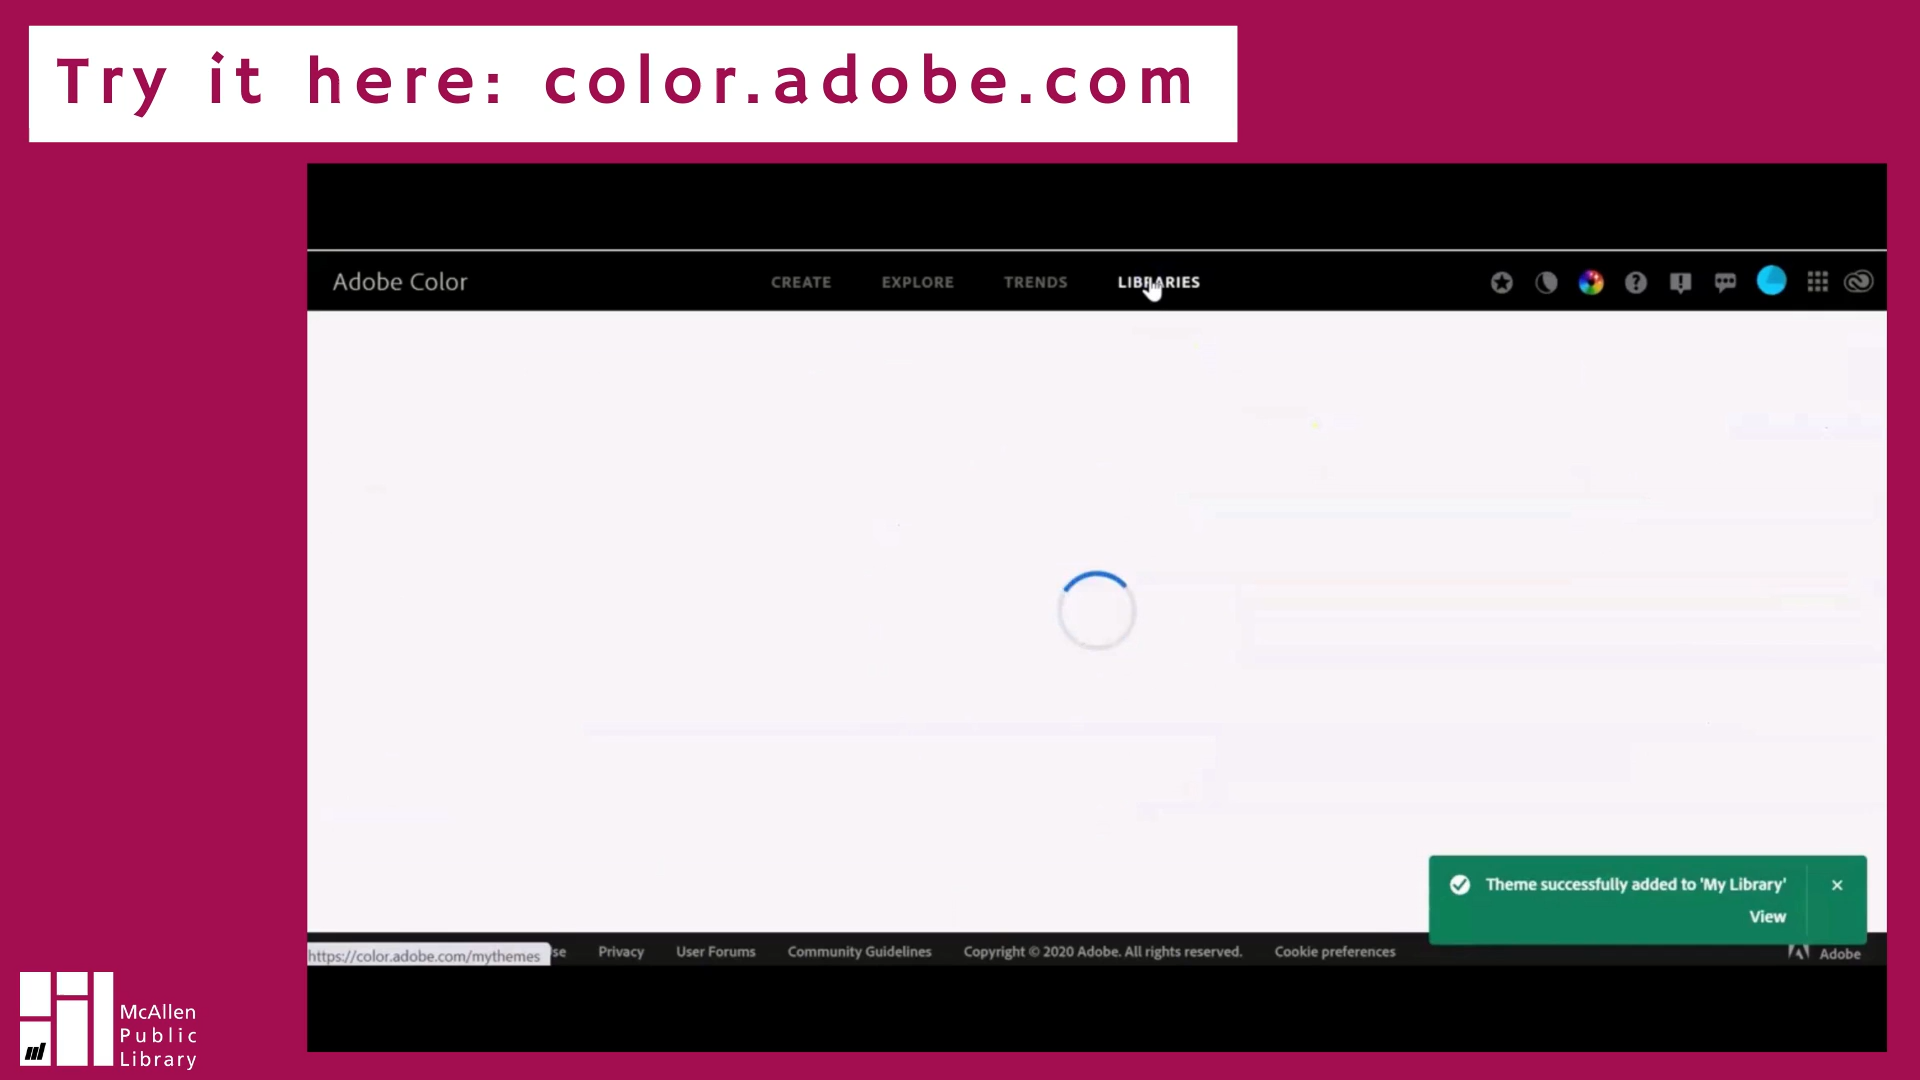 Try it here: color.adobe.com
Adobe Color
CREATE
EXPLORE
TRENDS
LIBRARIES
Theme successfully added to 'My Library'
View
https://color.adobe.com/mythemes
Privacy
User Forums
Community Guidelines
Copyright © 2020 Adobe. All rights reserved.
Cookie preferences
Adobe
McAllen
Public
Library